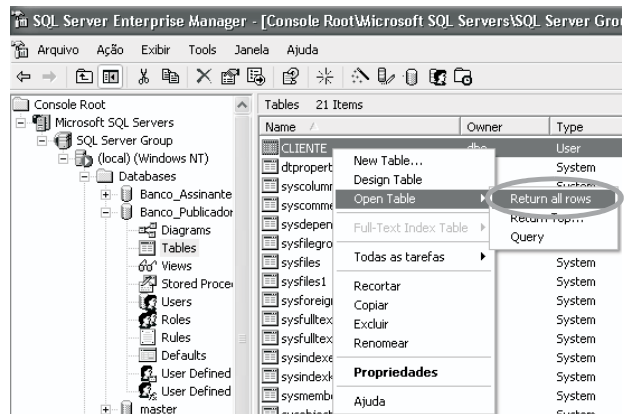 SQL Server Enterprise Manager - [Console Root\Microsoft SQL Servers\SQL Server Gro
Arquivo Ação Exibir Tools Janela Ajuda
Console Root
Microsoft SQL Servers
SQL Server Group
(local) (Windows NT)
Databases
Banco_Assinante
Banco_Publicador
Diagrams
Tables
Views
Stored Proce
Users
Roles
Rules
Defaults
User Defined
User Defined
master
Tables 21 Items
Name Owner Type
CLIENTE dbo User
dtpropert System
syscolumn System
syscomme
sysdepen
sysfilegro
sysfiles System
sysfiles1 System
sysforeig System
sysfulltex System
sysfulltex System
sysindexe System
sysindexk System
sysmemb System
New Table...
Design Table
Open Table
Full-Text Index Table
Todas as tarefas
Recortar
Copiar
Excluir
Renomear
Propriedades
Ajuda
Return all rows
Return Top...
Query